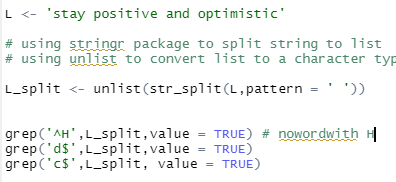 L <- 'stay positive and optimistic'
# using stringr package to split string to list
# using unlist to convert list to a character typ
L_split <- unlist(str_split(L,pattern = ' '))
grep('^H',L_split,value = TRUE) # nowordwith H
grep('d$',L_split,value = TRUE)
grep('c$',L_split, value = TRUE)